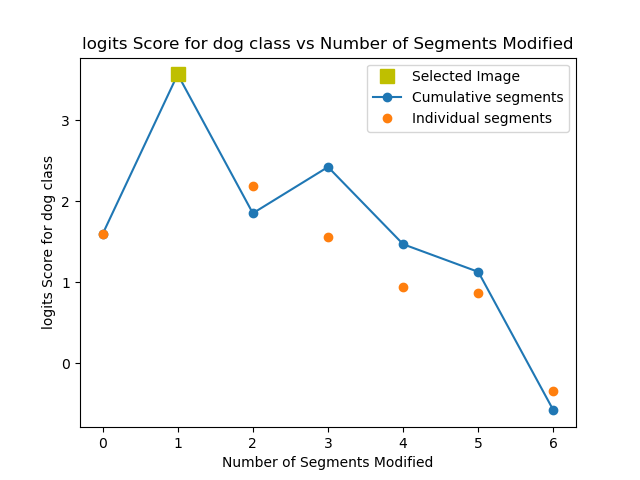 logits Score for dog class vs Number of Segments Modified
Selected Image
Cumulative segments
Individual segments
logits Score for dog class
3
2
1
0
0 1 2 3 4 5 6
Number of Segments Modified